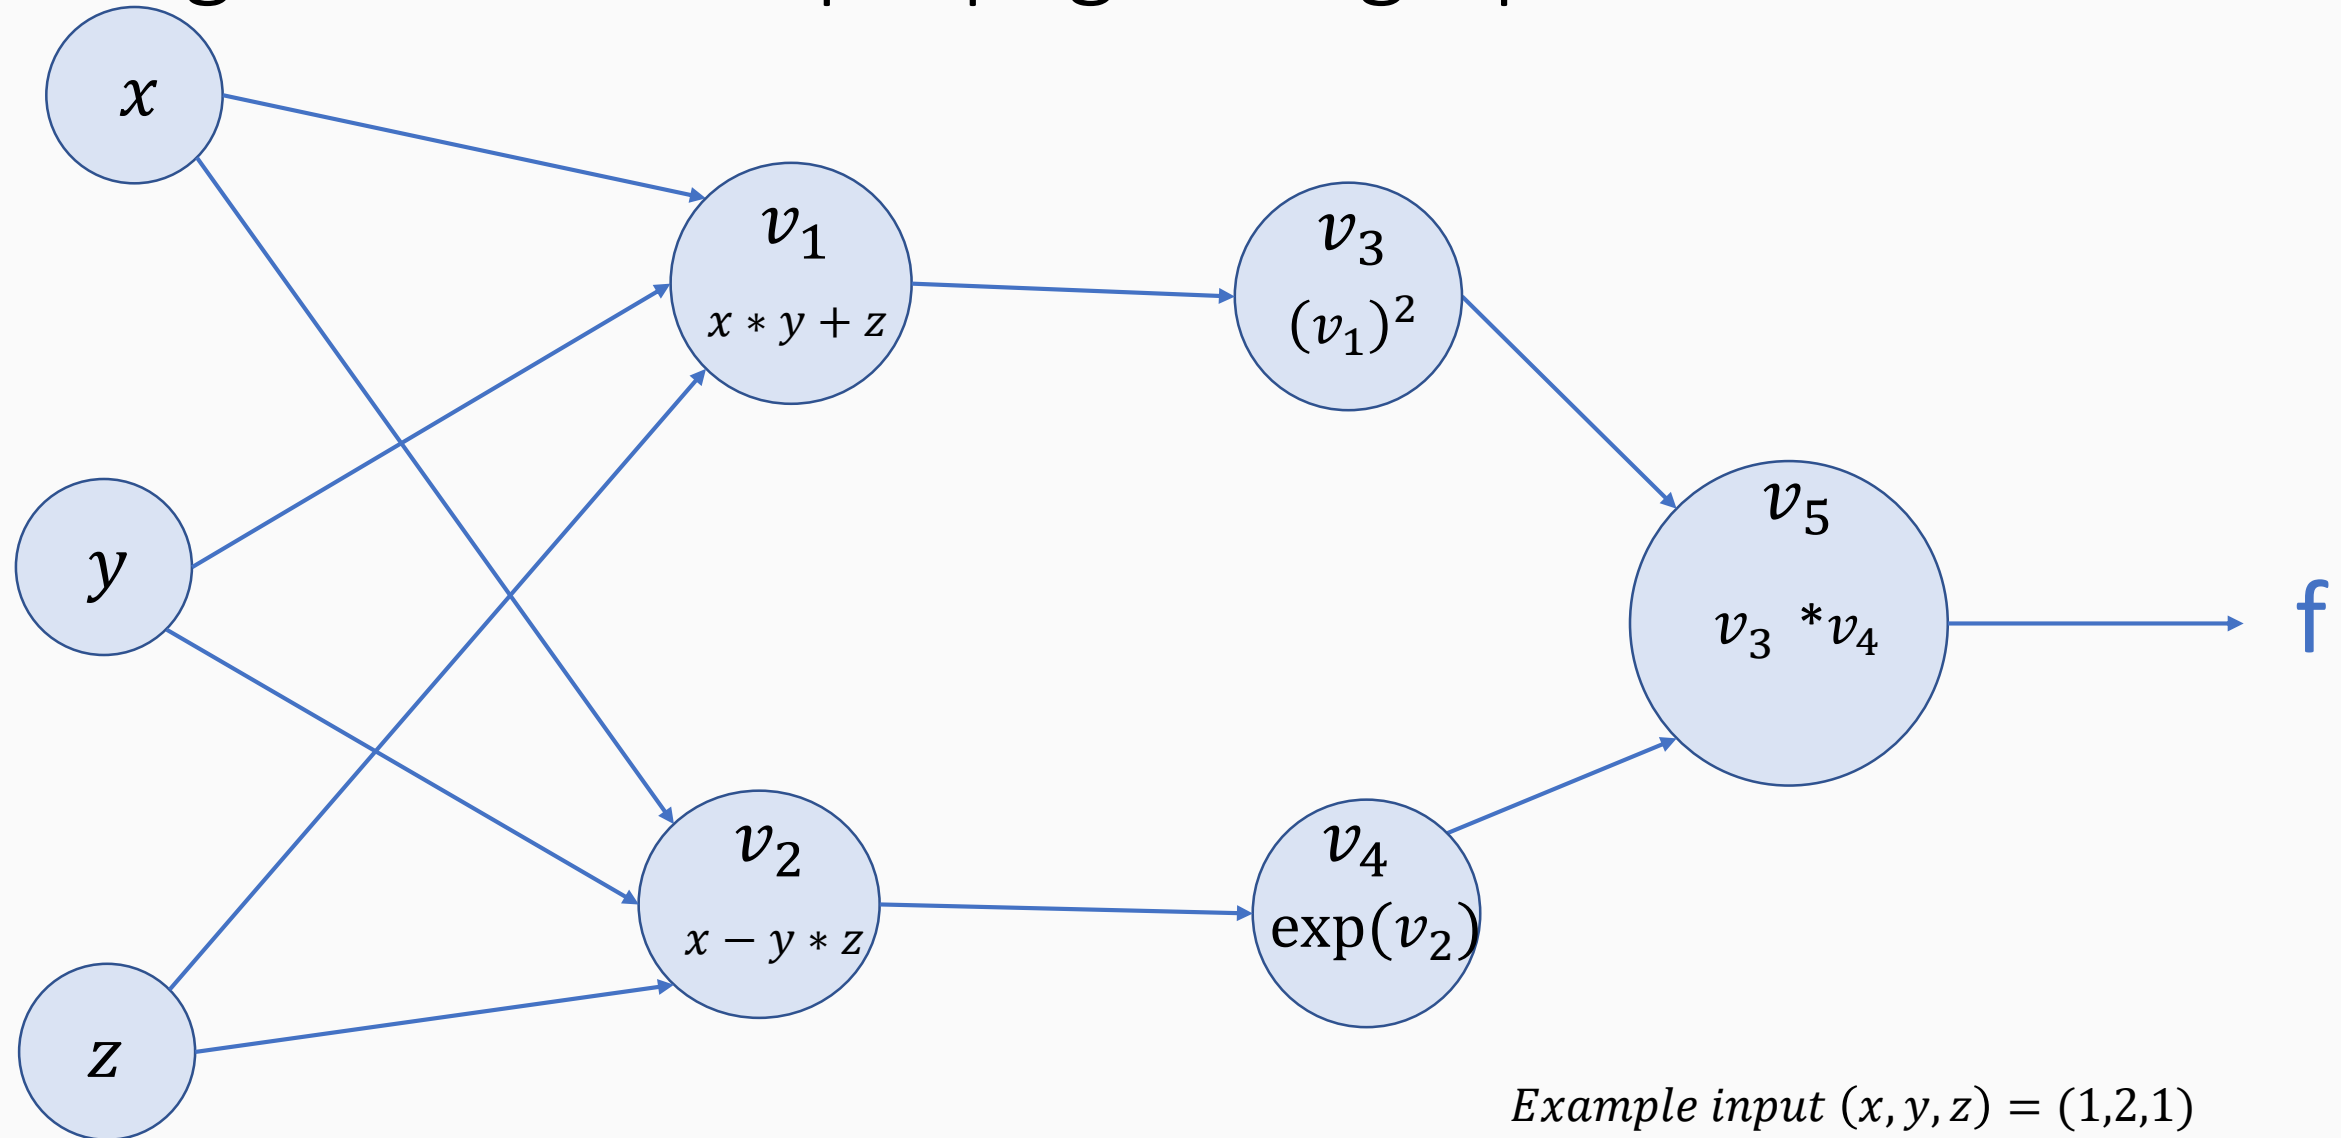 x
v₁
x * y + z
v₃
(v₁)²
y
v₅
v₃ *v₄
f
v₂
x − y * z
v₄
exp(v₂)
z
Example input (x, y, z) = (1,2,1)